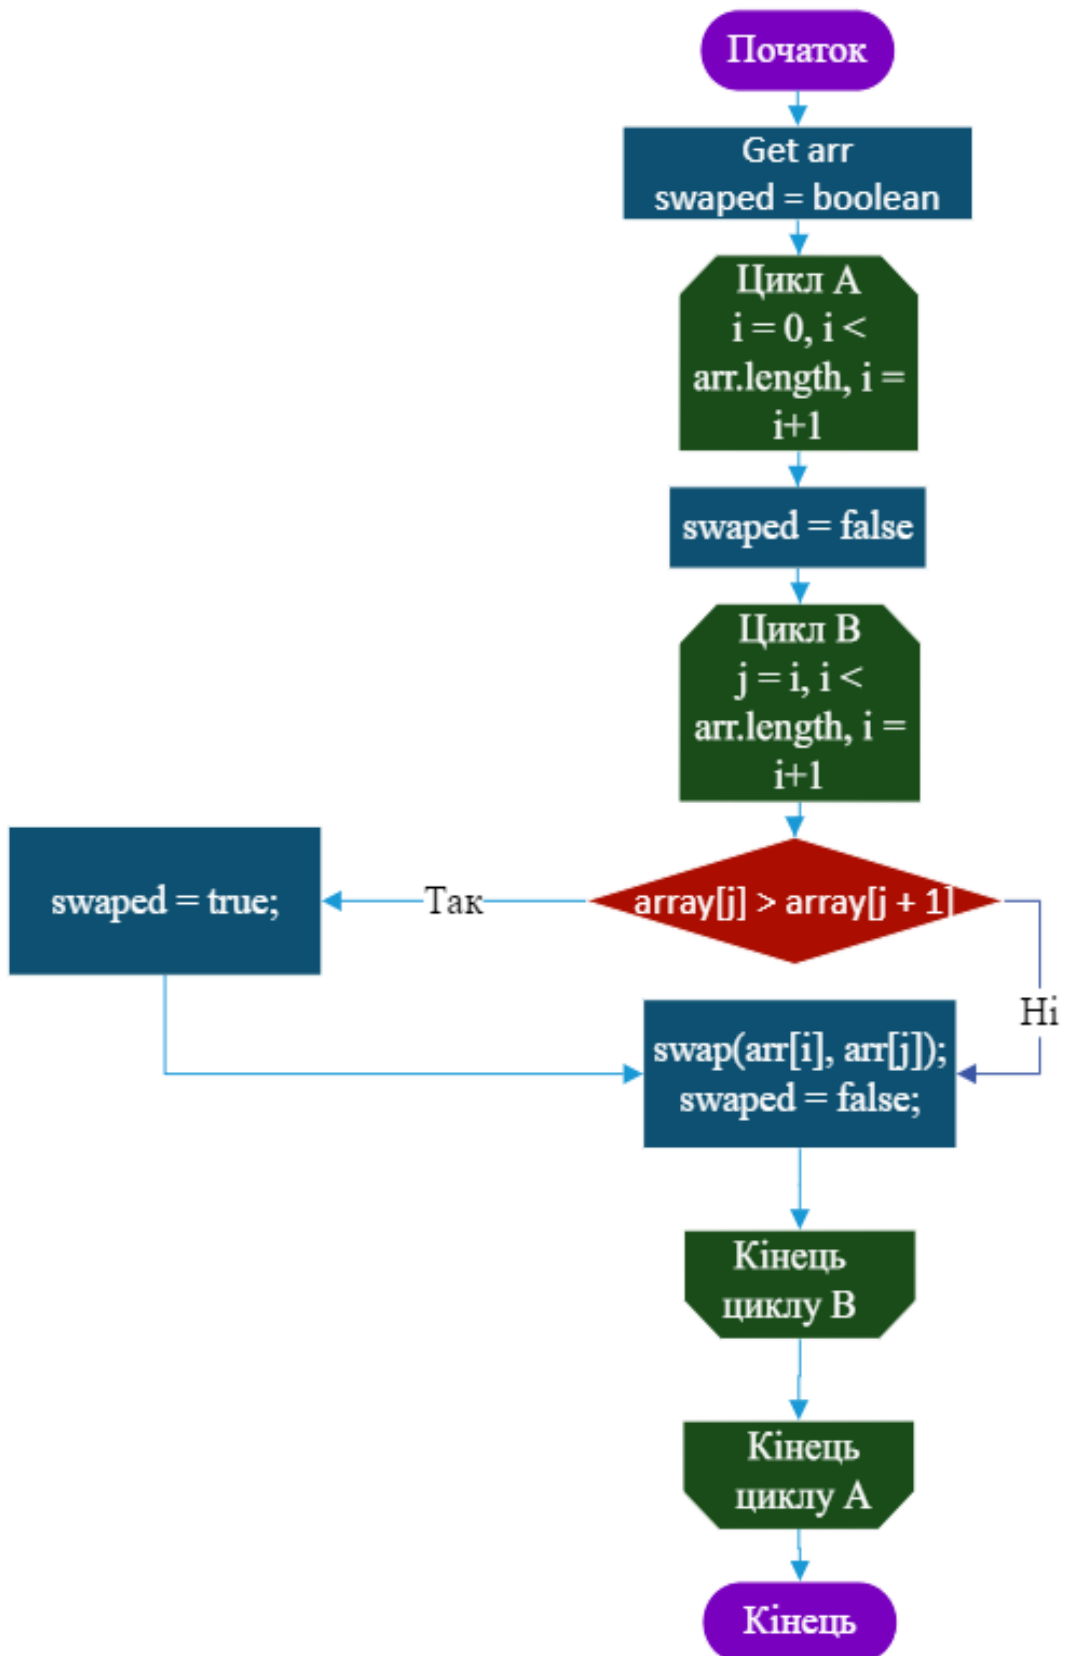 Початок
Get arr
swaped = boolean
Цикл A
i = 0, i <
arr.length, i =
i+1
swaped = false
Цикл B
j = i, i <
arr.length, i =
i+1
swaped = true;
Так
array[j] > array[j + 1]
Ні
swap(arr[i], arr[j]);
swaped = false;
Кінець
циклу B
Кінець
циклу A
Кінець